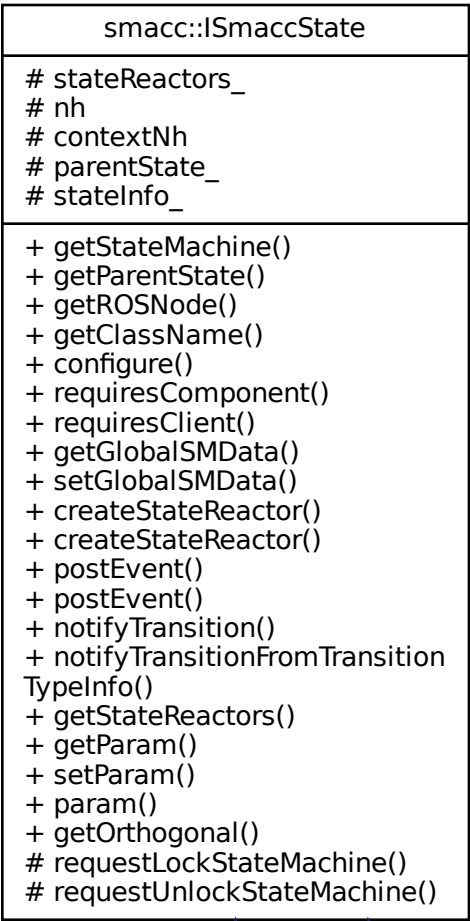 smacc::ISmaccState
# stateReactors_
# nh
# contextNh
# parentState_
# stateInfo_
+ getStateMachine()
+ getParentState()
+ getROSNode()
+ getClassName()
+ configure()
+ requiresComponent()
+ requiresClient()
+ getGlobalSMData()
+ setGlobalSMData()
+ createStateReactor()
+ createStateReactor()
+ postEvent()
+ postEvent()
+ notifyTransition()
+ notifyTransitionFromTransition
TypeInfo()
+ getStateReactors()
+ getParam()
+ setParam()
+ param()
+ getOrthogonal()
# requestLockStateMachine()
# requestUnlockStateMachine()